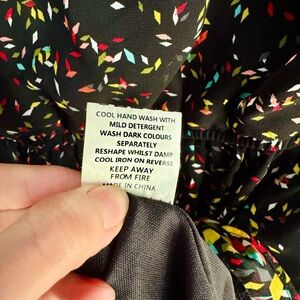 COOL HAND WASH WITH
MILD DETERGENT
WASH DARK COLOURS
SEPARATELY
RESHAPE WHILST DAMP
COOL IRON ON REVERSE
KEEP AWAY
FROM FIRE
MADE IN CHINA